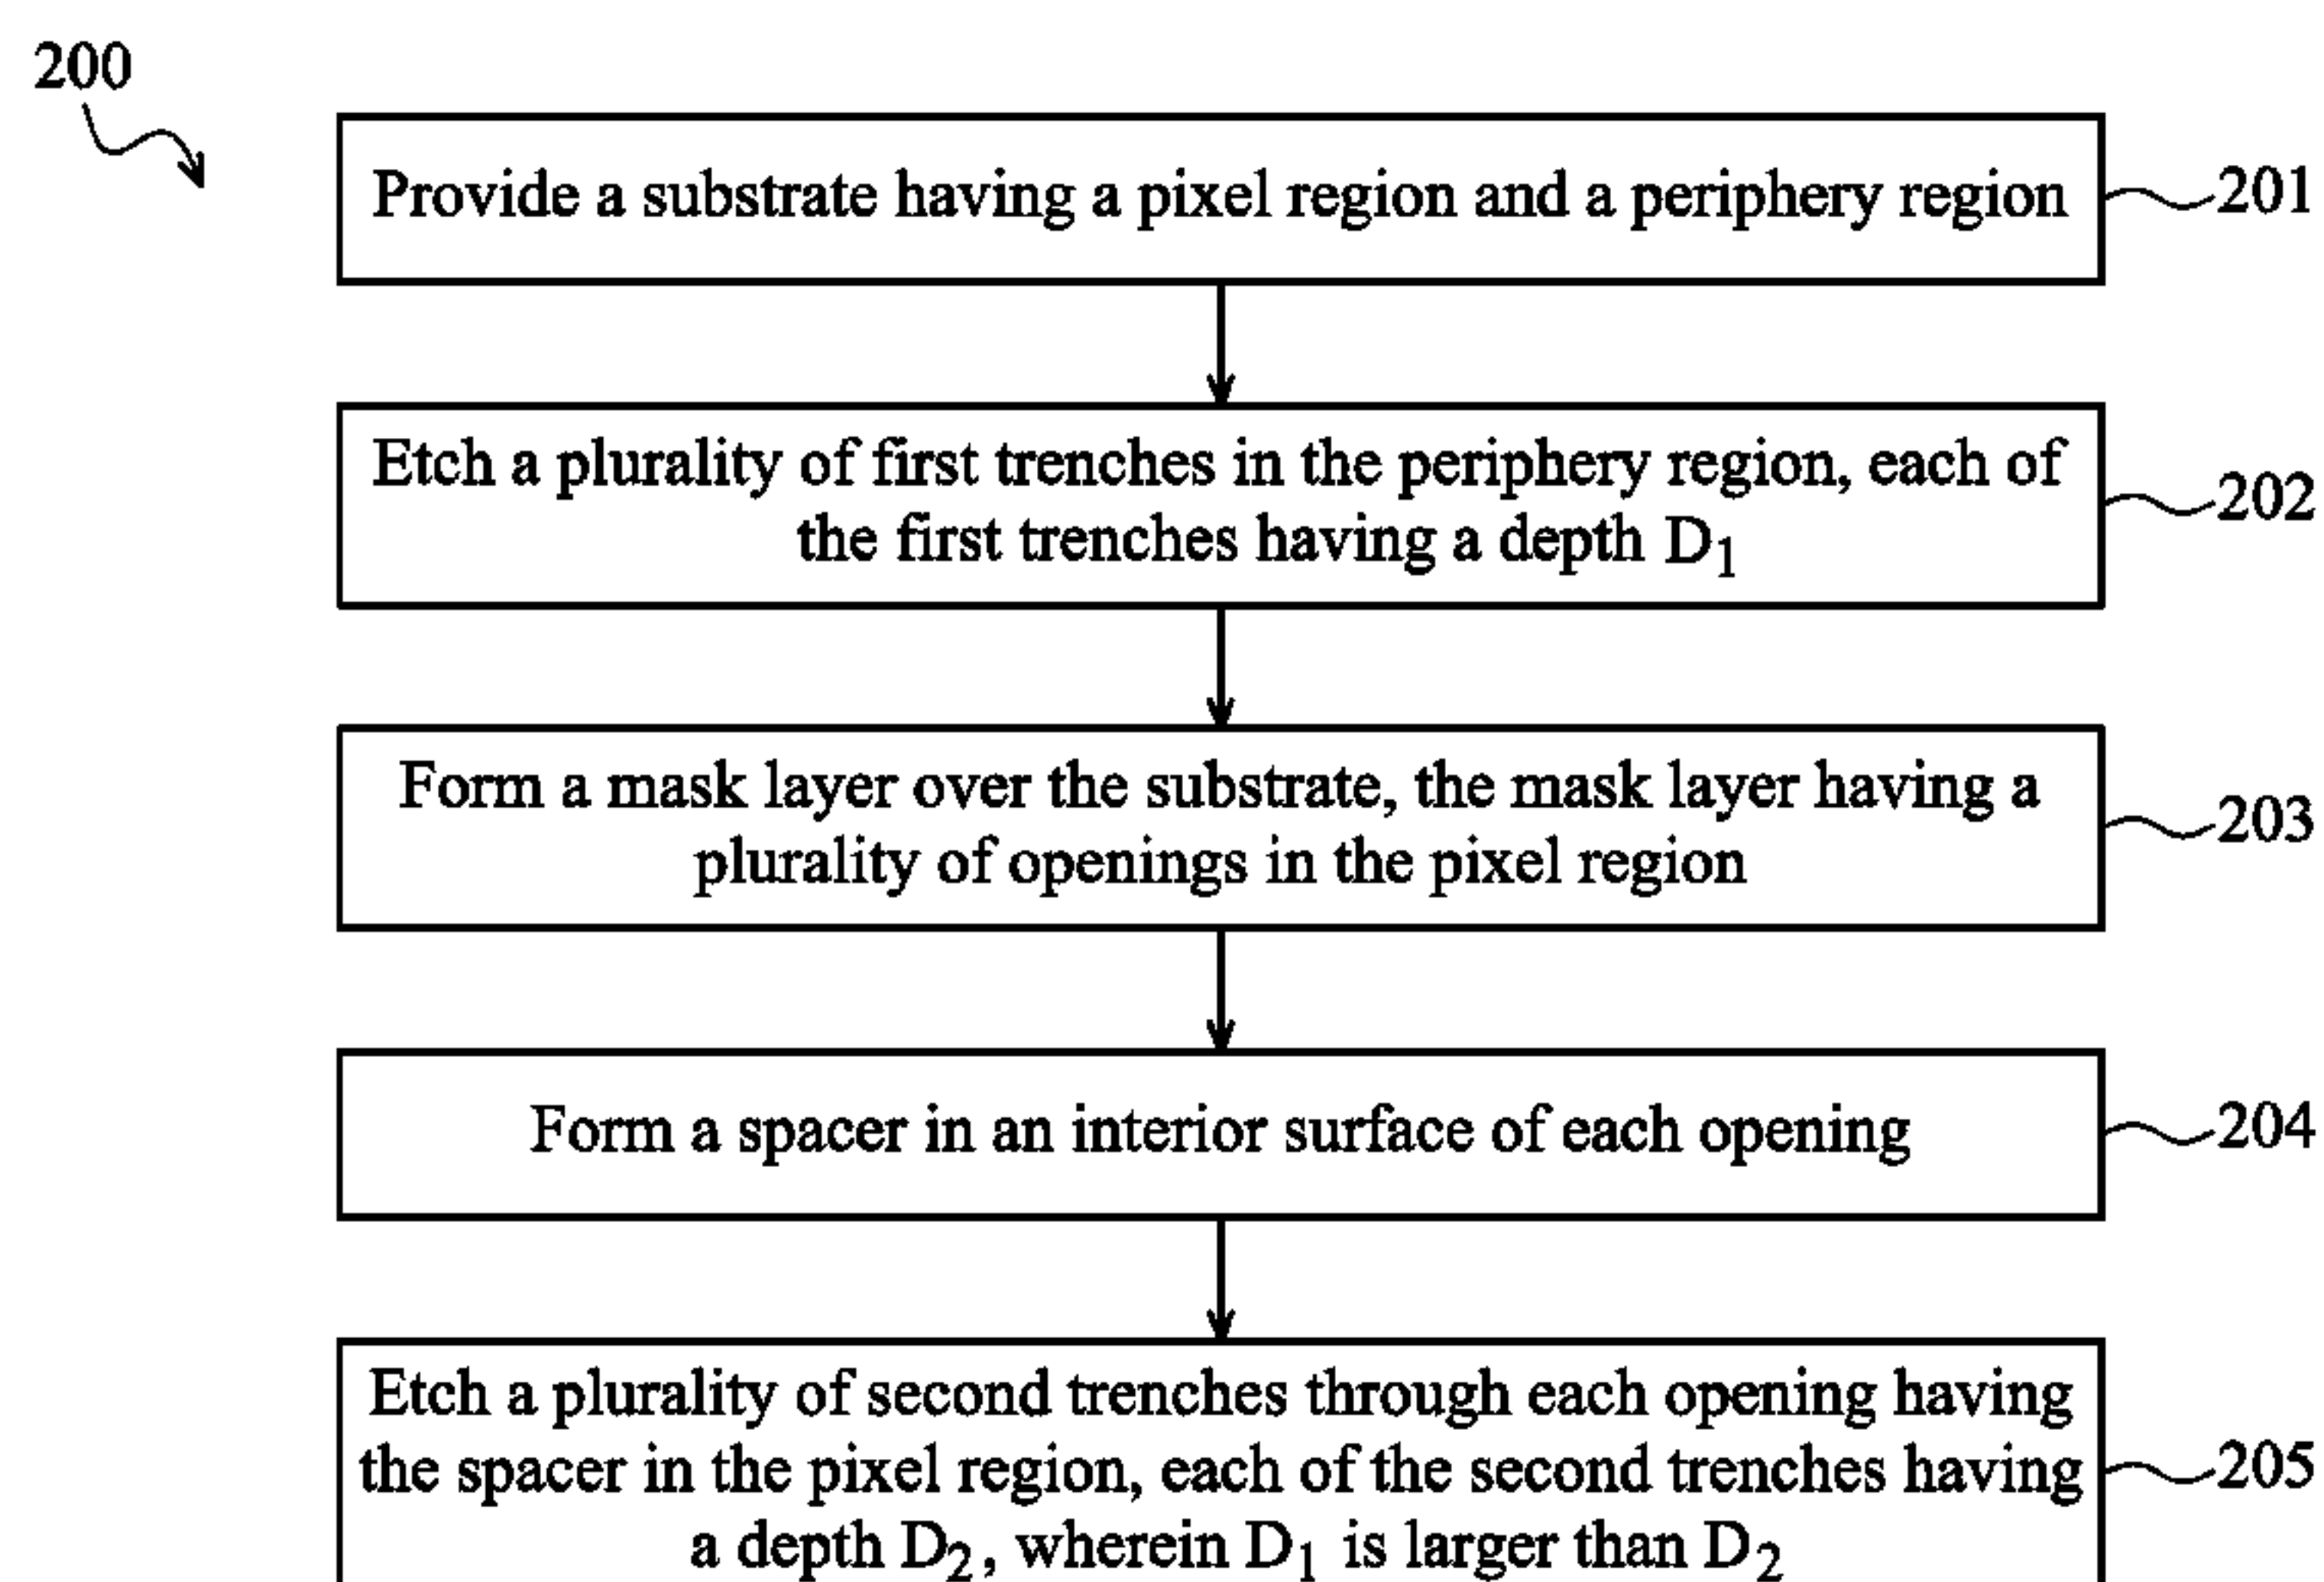 200
Provide a substrate having a pixel region and a periphery region
201
Etch a plurality of first trenches in the periphery region, each of
the first trenches having a depth D₁
202
Form a mask layer over the substrate, the mask layer having a
plurality of openings in the pixel region
203
Form a spacer in an interior surface of each opening
204
Etch a plurality of second trenches through each opening having
the spacer in the pixel region, each of the second trenches having
a depth D₂, wherein D₁ is larger than D₂
205